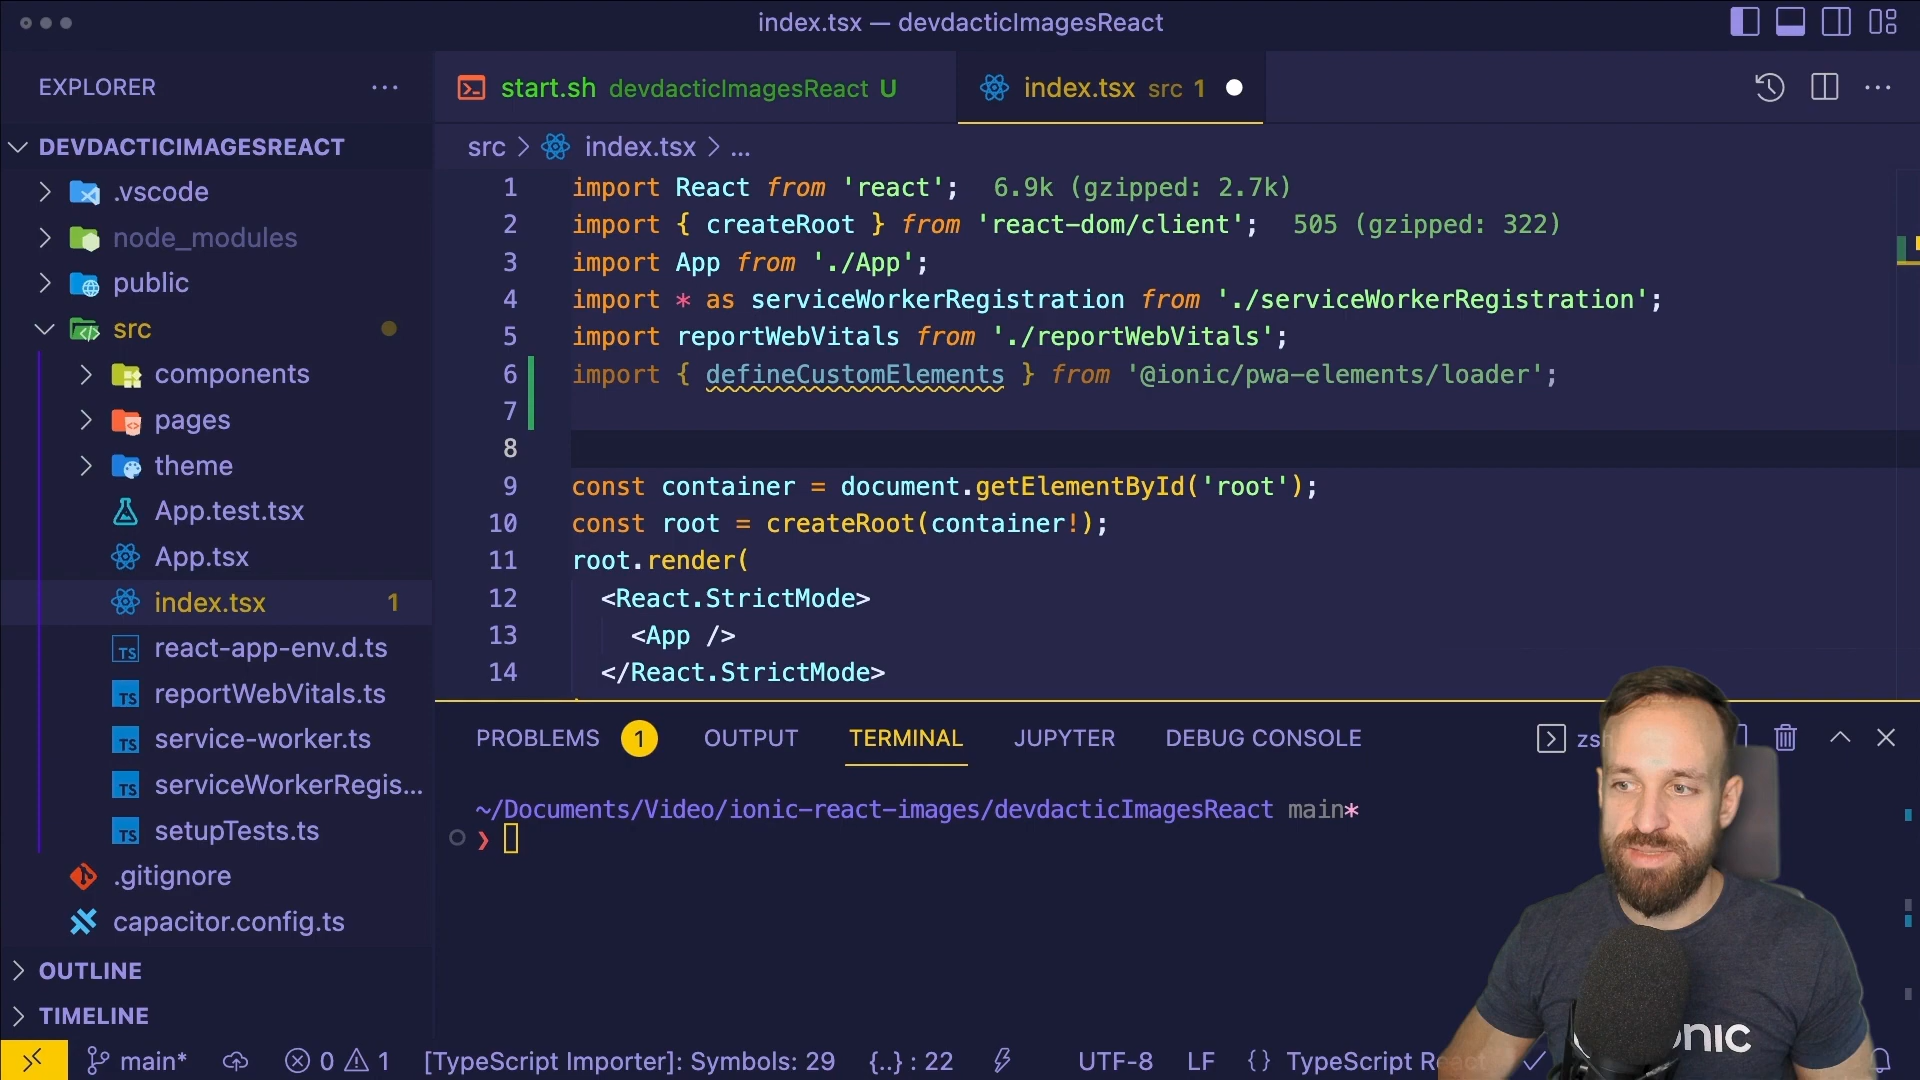 index.tsx — devdacticImagesReact
EXPLORER
DEVDACTICIMAGESREACT
.vscode
node_modules
public
src
components
pages
theme
App.test.tsx
App.tsx
index.tsx 1
react-app-env.d.ts
reportWebVitals.ts
service-worker.ts
serviceWorkerRegis...
setupTests.ts
.gitignore
capacitor.config.ts
OUTLINE
TIMELINE
start.sh devdacticImagesReact U
index.tsx src 1
src > index.tsx > ...
1 import React from 'react'; 6.9k (gzipped: 2.7k)
2 import { createRoot } from 'react-dom/client'; 505 (gzipped: 322)
3 import App from './App';
4 import * as serviceWorkerRegistration from './serviceWorkerRegistration';
5 import reportWebVitals from './reportWebVitals';
6 import { defineCustomElements } from '@ionic/pwa-elements/loader';
7
8
9 const container = document.getElementById('root');
10 const root = createRoot(container!);
11 root.render(
12 <React.StrictMode>
13 <App />
14 </React.StrictMode>
PROBLEMS 1 OUTPUT TERMINAL JUPYTER DEBUG CONSOLE
~/Documents/Video/ionic-react-images/devdacticImagesReact main*
❯
main* 0 1 [TypeScript Importer]: Symbols: 29 {..} : 22 UTF-8 LF {} TypeScript